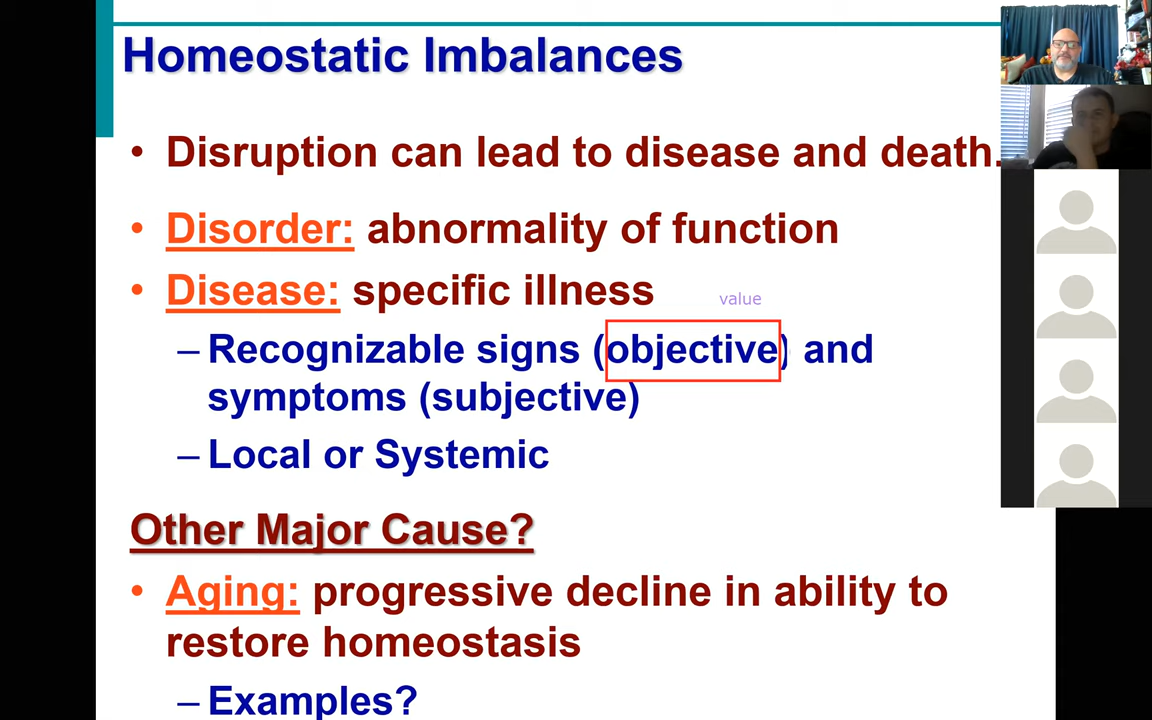 Homeostatic Imbalances
• Disruption can lead to disease and death.
• Disorder: abnormality of function
• Disease: specific illness
value
– Recognizable signs (objective) and
symptoms (subjective)
– Local or Systemic
Other Major Cause?
• Aging: progressive decline in ability to
restore homeostasis
– Examples?